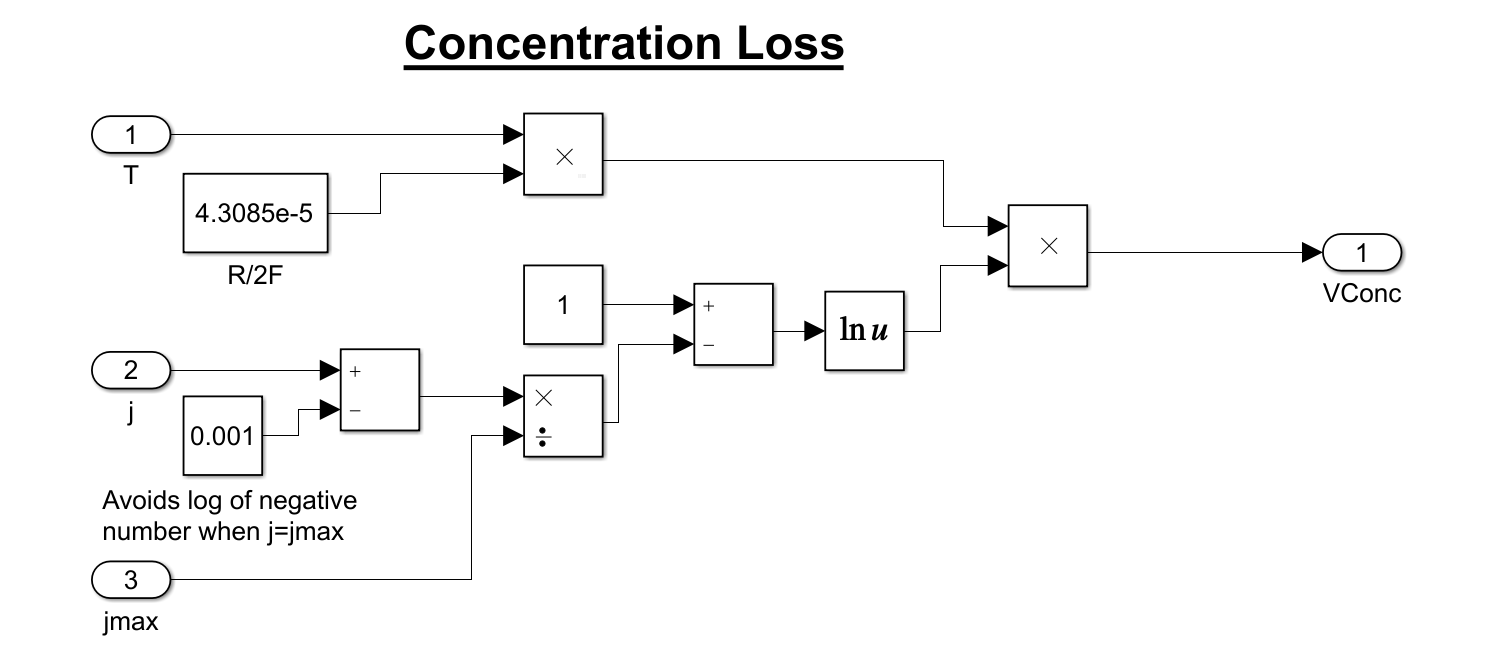 Concentration Loss
1
T
×
4.3085e-5
R/2F
×
1
VConc
1
+
−
ln u
2
j
+
−
0.001
×
÷
Avoids log of negative
number when j=jmax
3
jmax